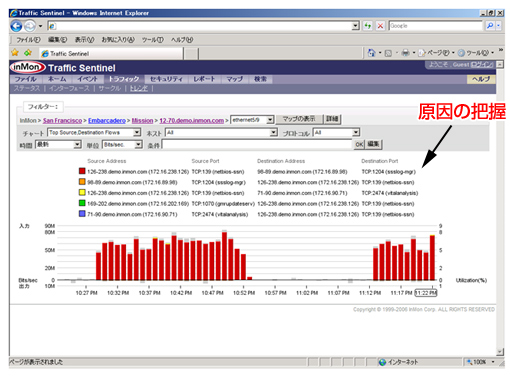 Traffic Sentinel - Windows Internet Explorer
Google
ファイル(F) 編集(E) 表示(V) お気に入り(A) ツール(T) ヘルプ(H)
Traffic Sentinel
ページ(P) ツール(O)
inMon Traffic Sentinel
ようこそ、Guest
ファイル ホーム イベント トラフィック セキュリティ レポート マップ 検索 ヘルプ
ステータス | インターフェース | サークル | トレンド
フィルター:
InMon > San Francisco > Embarcadero > Mission > 12-70.demo.inmon.com > ethernet5/9 マップの表示 詳細
原因の把握
チャート Top Source,Destination Flows ホスト All プロトコル All
時間 最新 単位 Bits/sec 条件 OK 編集
Source Address Source Port Destination Address Destination Port
126-238.demo.inmon.com (172.16.238.126) TCP:139 (netbios-ssn) 98-89.demo.inmon.com (172.16.89.98) TCP:1204 (ssslog-mgr)
98-89.demo.inmon.com (172.16.89.98) TCP:1204 (ssslog-mgr) 126-238.demo.inmon.com (172.16.238.126) TCP:139 (netbios-ssn)
126-238.demo.inmon.com (172.16.238.126) TCP:139 (netbios-ssn) 71-90.demo.inmon.com (172.16.90.71) TCP:2474 (vitalanalysis)
169-202.demo.inmon.com (172.16.202.169) TCP:1070 (gmrupdateserv) 126-238.demo.inmon.com (172.16.238.126) TCP:139 (netbios-ssn)
71-90.demo.inmon.com (172.16.90.71) TCP:2474 (vitalanalysis) 126-238.demo.inmon.com (172.16.238.126) TCP:139 (netbios-ssn)
入力 90M 9
80M 8
50M 5
20M 2
Bits/sec 0 0 Utilization(%)
出力 10M 1
10:27 PM 10:32 PM 10:37 PM 10:42 PM 10:47 PM 10:52 PM 10:57 PM 11:02 PM 11:07 PM 11:12 PM 11:17 PM 11:22 PM
Copyright © 1999-2006 InMon Corp. ALL RIGHTS RESERVED
ページが表示されました インターネット 100%